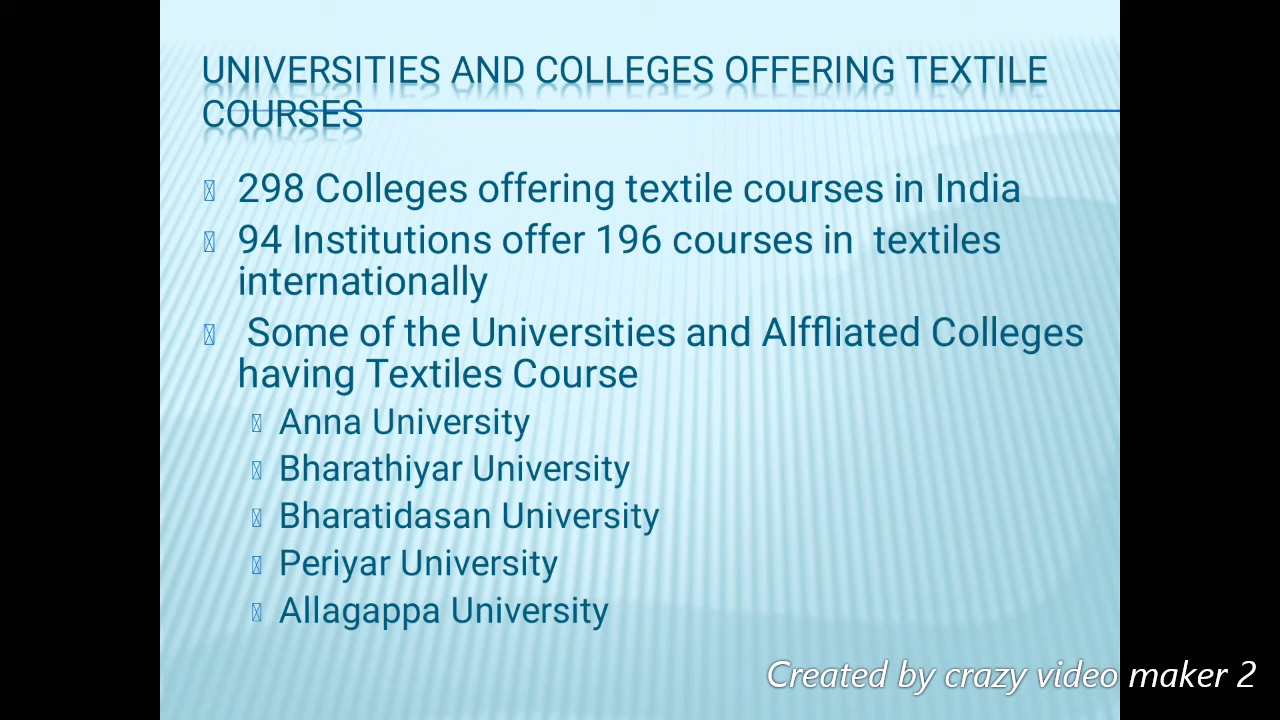 UNIVERSITIES AND COLLEGES OFFERING TEXTILE
COURSES
298 Colleges offering textile courses in India
94 Institutions offer 196 courses in  textiles
internationally
Some of the Universities and Alffliated Colleges
having Textiles Course
Anna University
Bharathiyar University
Bharatidasan University
Periyar University
Allagappa University
Created by crazy video maker 2